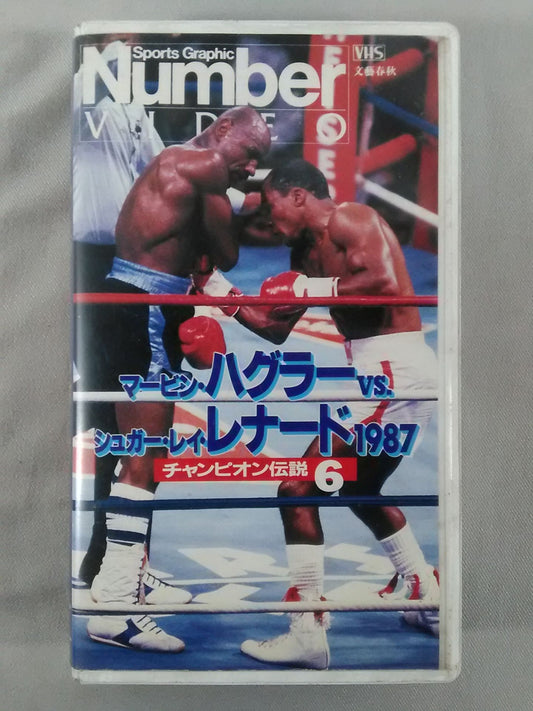 Sports Graphic
Number
VIDEO
VHS
文藝春秋
マービン・ハグラーvs.
シュガー・レイ・レナード1987
チャンピオン伝説6